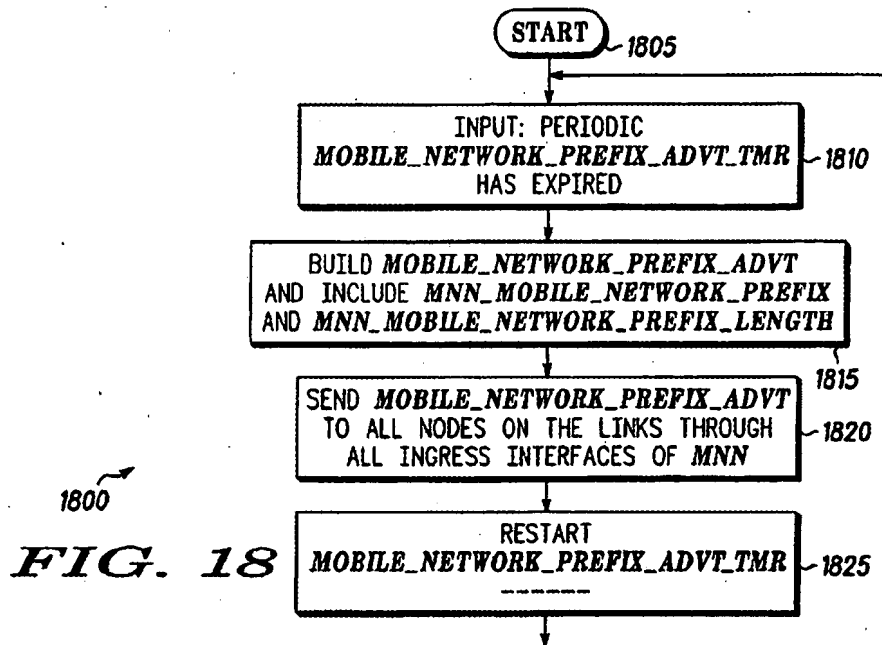 START
1805
INPUT: PERIODIC
MOBILE_NETWORK_PREFIX_ADVT_TMR
HAS EXPIRED
1810
BUILD MOBILE_NETWORK_PREFIX_ADVT
AND INCLUDE MNN_MOBILE_NETWORK_PREFIX
AND MNN_MOBILE_NETWORK_PREFIX_LENGTH
1815
SEND MOBILE_NETWORK_PREFIX_ADVT
TO ALL NODES ON THE LINKS THROUGH
ALL INGRESS INTERFACES OF MNN
1820
1800
FIG. 18
RESTART
MOBILE_NETWORK_PREFIX_ADVT_TMR
------
1825